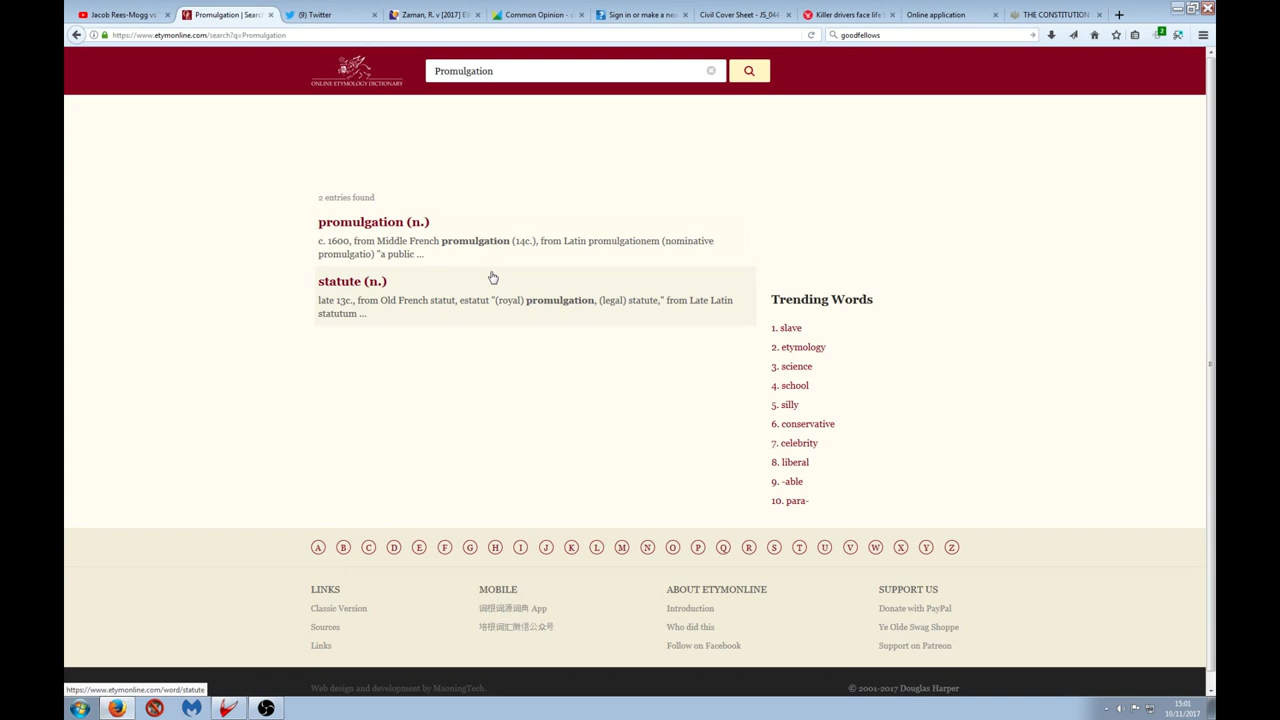 Jacob Rees-Mogg vs
Promulgation | Search
(9) Twitter
Zaman, R v [2017] EW
Common Opinion - c
Sign in or make a ne
Civil Cover Sheet - JS_044
Killer drivers face life s
Online application
THE CONSTITUTION
https://www.etymonline.com/search?q=Promulgation
goodfellows
2
ONLINE ETYMOLOGY DICTIONARY
Promulgation
2 entries found
promulgation (n.)
c. 1600, from Middle French promulgation (14c.), from Latin promulgationem (nominative
promulgatio) "a public ...
statute (n.)
late 13c., from Old French statut, estatut "(royal) promulgation, (legal) statute," from Late Latin
statutum ...
Trending Words
1. slave
2. etymology
3. science
4. school
5. silly
6. conservative
7. celebrity
8. liberal
9. -able
10. para-
A B C D E F G H I J K L M N O P Q R S T U V W X Y Z
LINKS
Classic Version
Sources
Links
MOBILE
词根词源词典 App
培根词汇微信公众号
ABOUT ETYMONLINE
Introduction
Who did this
Follow on Facebook
SUPPORT US
Donate with PayPal
Ye Olde Swag Shoppe
Support on Patreon
https://www.etymonline.com/word/statute
Web design and development by MaoningTech.
© 2001-2017 Douglas Harper
15:01
10/11/2017